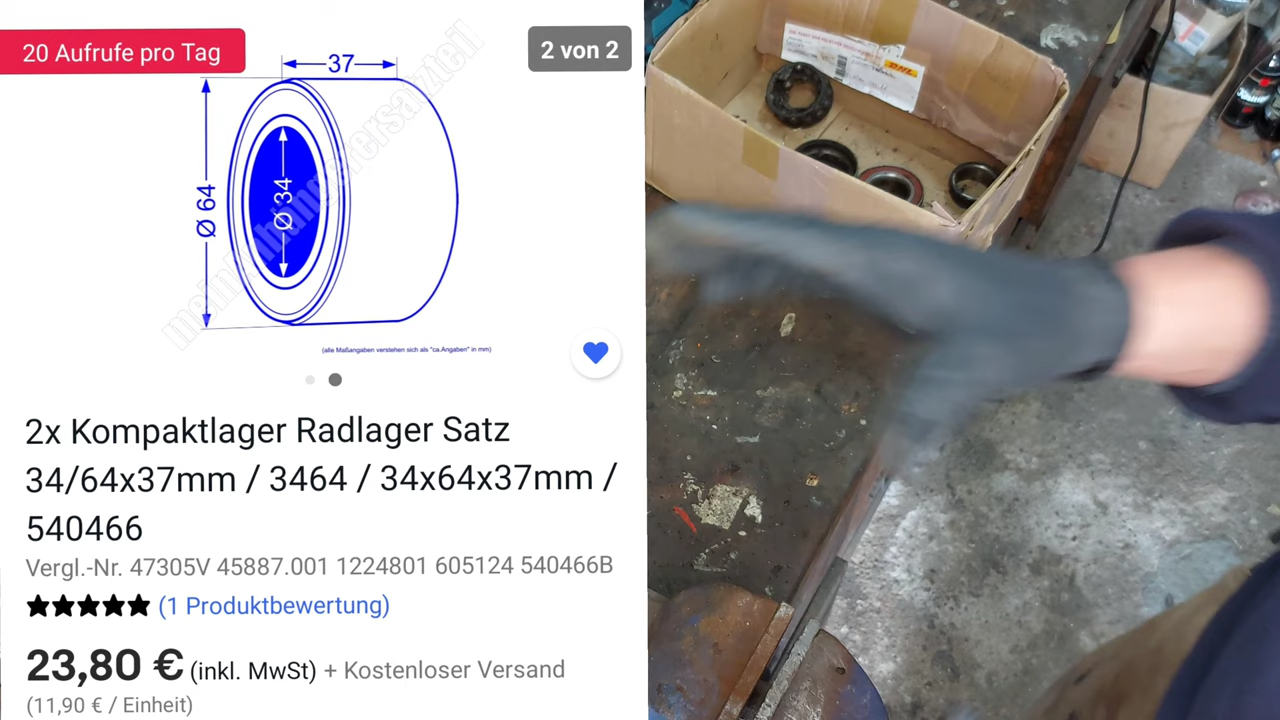 20 Aufrufe pro Tag
2 von 2
37
Ø 64
Ø 34
meinanhangerersatzteil
(alle Maßangaben verstehen sich als "ca.Angaben" in mm)
2x Kompaktlager Radlager Satz
34/64x37mm / 3464 / 34x64x37mm /
540466
Vergl.-Nr. 47305V 45887.001 1224801 605124 540466B
(1 Produktbewertung)
23,80 € (inkl. MwSt) + Kostenloser Versand
(11,90 € / Einheit)
DHL